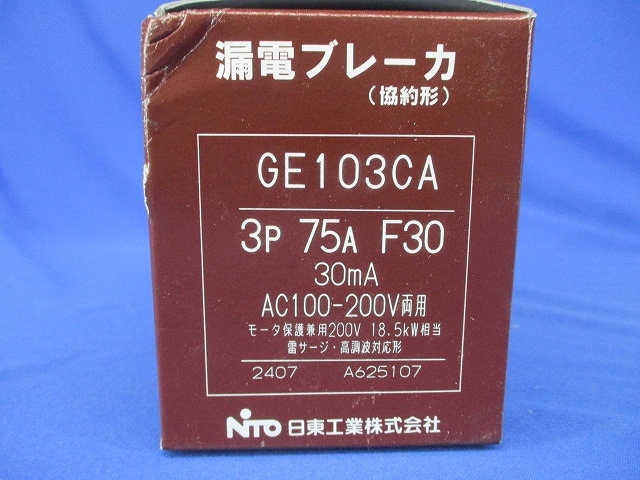 漏電ブレーカ
（協約形）
GE103CA
3P 75A F30
30mA
AC100-200V両用
モータ保護兼用200V 18.5kW相当
雷サージ・高調波対応形
2407 A625107
NITO 日東工業株式会社